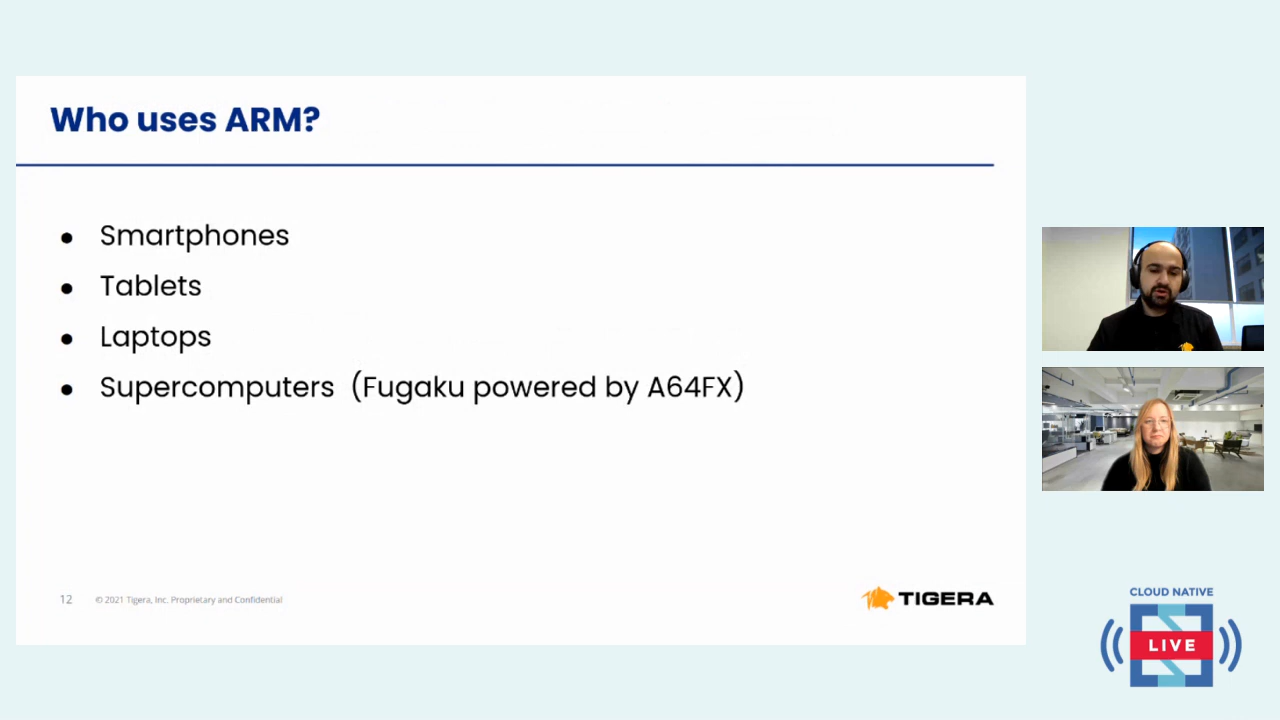 Who uses ARM?
● Smartphones
● Tablets
● Laptops
● Supercomputers (Fugaku powered by A64FX)
12 © 2021 Tigera, Inc. Proprietary and Confidential
TIGERA
CLOUD NATIVE
LIVE